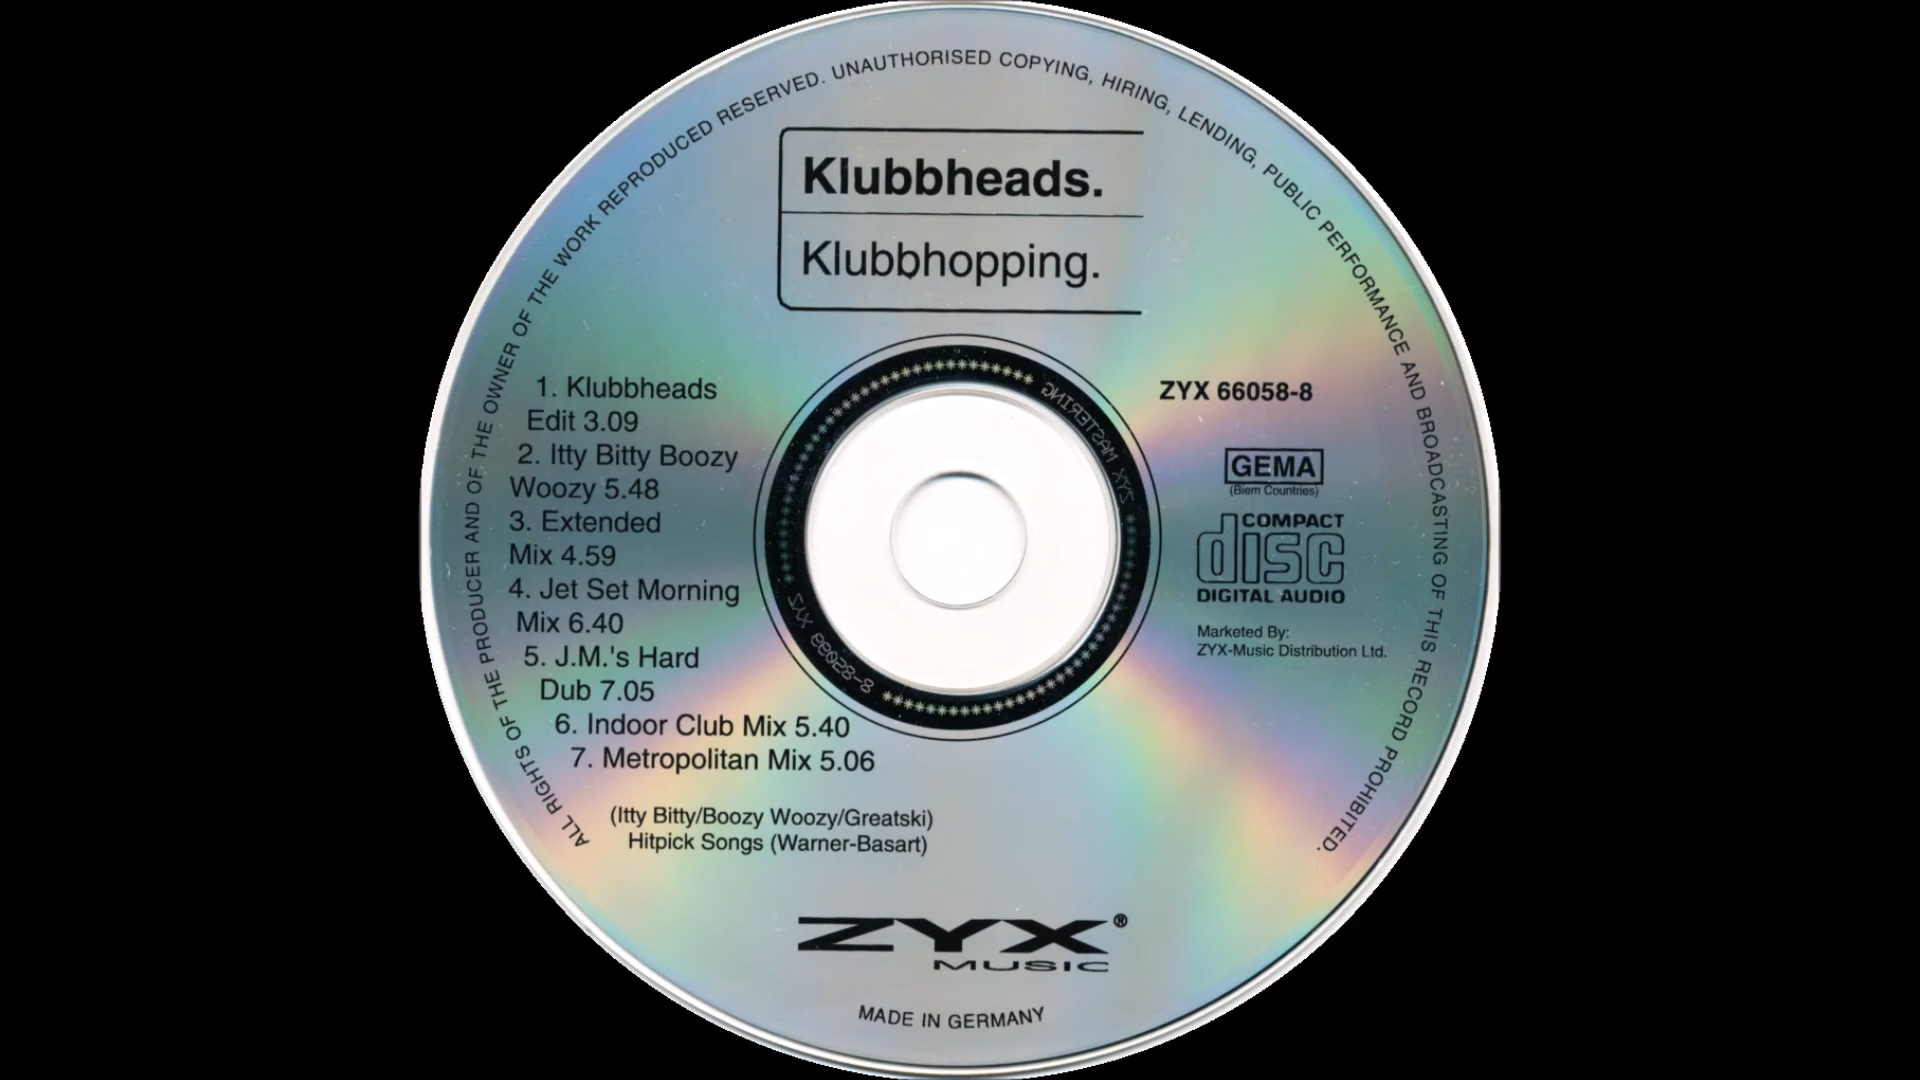 ALL RIGHTS OF THE PRODUCER AND OF THE OWNER OF THE WORK REPRODUCED RESERVED. UNAUTHORISED COPYING, HIRING, LENDING, PUBLIC PERFORMANCE AND BROADCASTING OF THIS RECORD PROHIBITED.
Klubbheads.
Klubbhopping.
1. Klubbheads
Edit 3.09
2. Itty Bitty Boozy
Woozy 5.48
3. Extended
Mix 4.59
4. Jet Set Morning
Mix 6.40
5. J.M.'s Hard
Dub 7.05
6. Indoor Club Mix 5.40
7. Metropolitan Mix 5.06
(Itty Bitty/Boozy Woozy/Greatski)
Hitpick Songs (Warner-Basart)
ZYX MASTERING
ZYX 66058-8
ZYX 66058-8
GEMA
(Biem Countries)
COMPACT
disc
DIGITAL AUDIO
Marketed By:
ZYX-Music Distribution Ltd.
ZYX®
MUSIC
MADE IN GERMANY